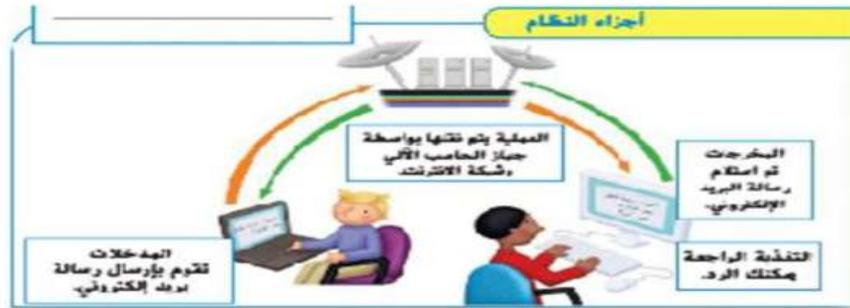 أجزاء النظام
العملية يتم نقلها بواسطة
جهاز الحاسب الآلي
وشبكة الانترنت.
المخرجات
تم استلام
رسالة البريد
الإلكتروني.
التغذية الراجعة
يمكنك الرد.
المدخلات
تقوم بإرسال رسالة
بريد إلكتروني.